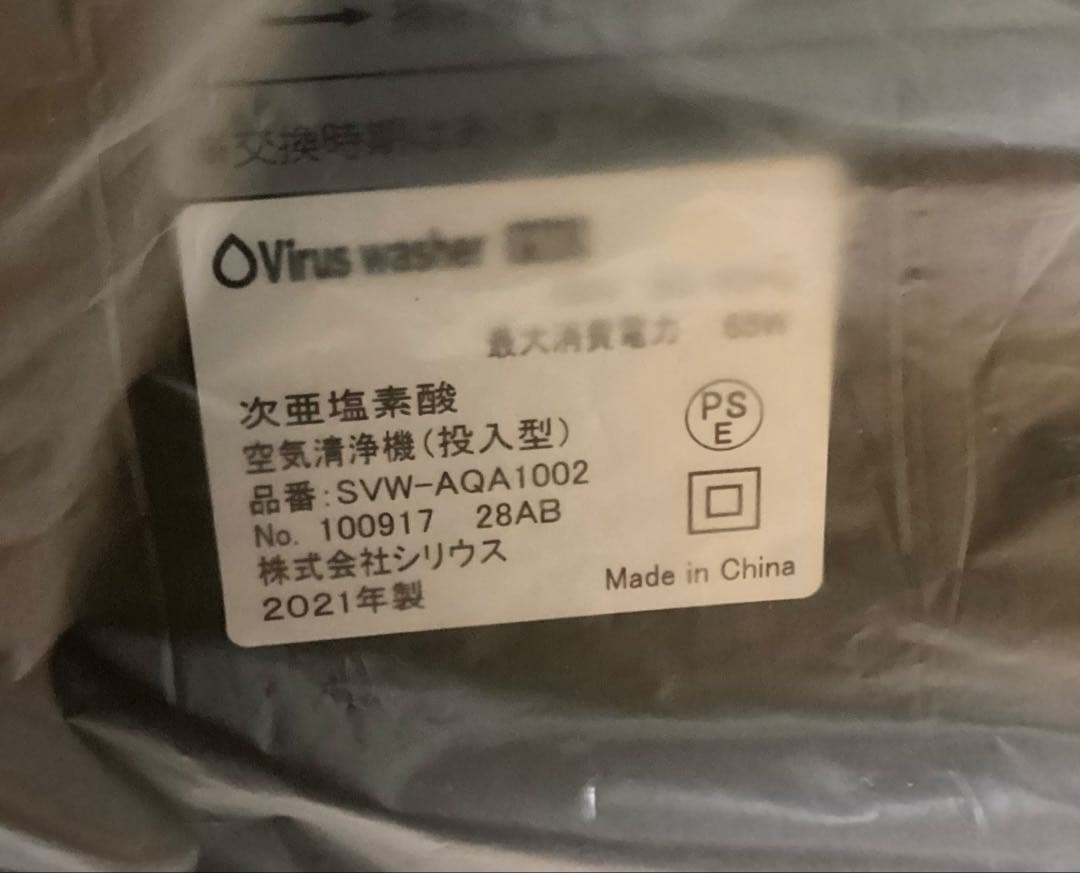 交換時期は
Virus washer
最大消費電力 65W
次亜塩素酸
空気清浄機(投入型)
品番:SVW-AQA1002
No. 100917 28AB
株式会社シリウス
2021年製
PS
E
Made in China